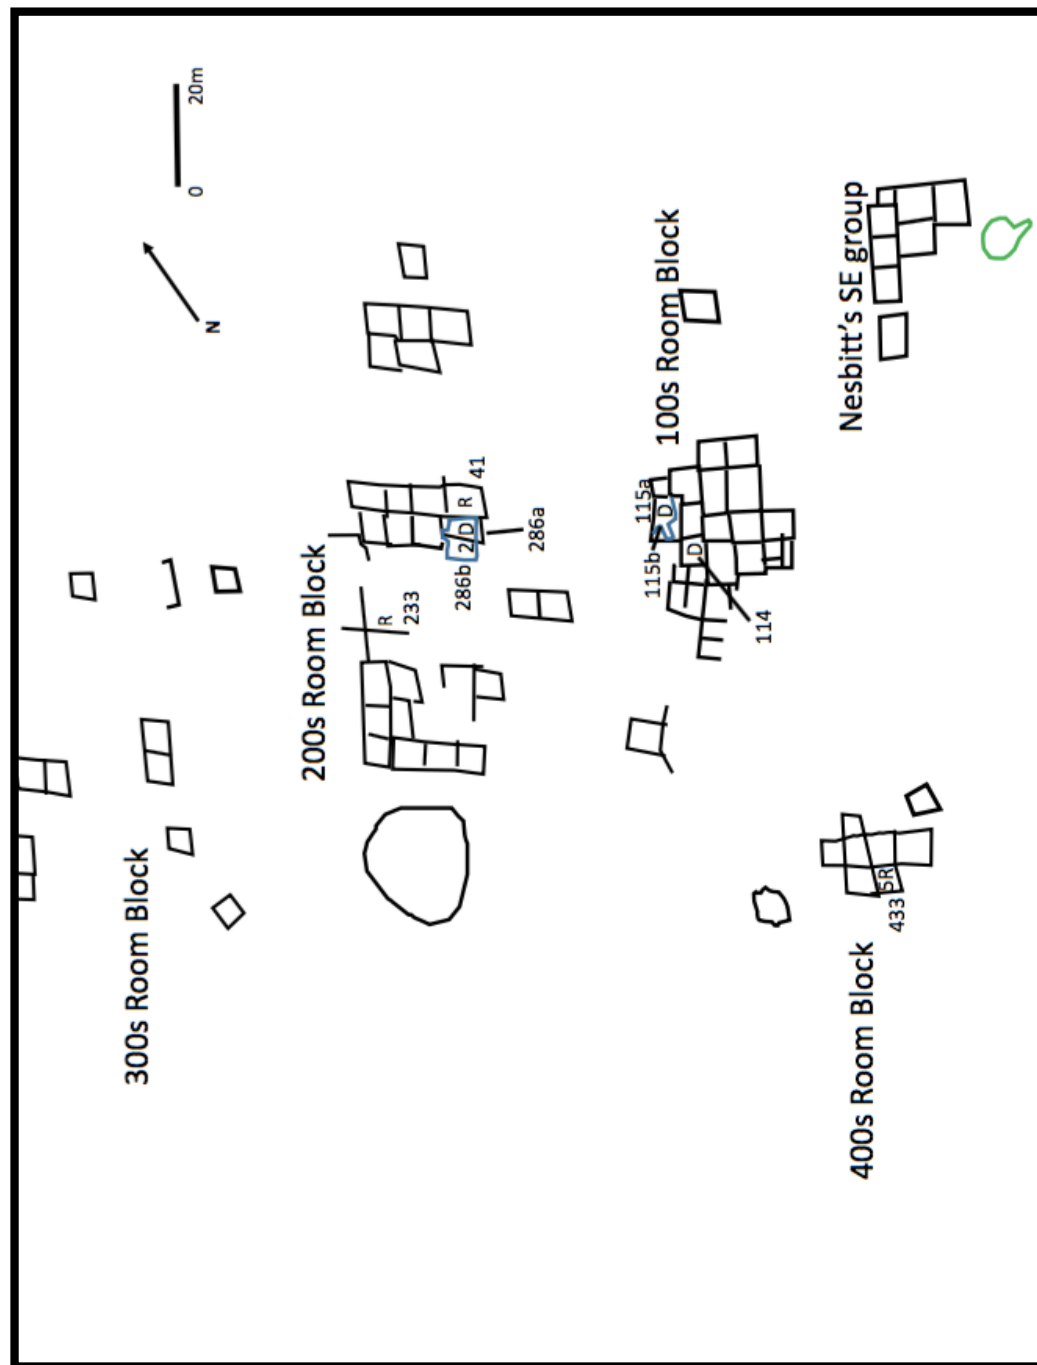 300s Room Block
0 20m
N
200s Room Block
R
233
286b
2 D
R
41
286a
115b
115a
D
100s Room Block
D
114
Nesbitt’s SE group
400s Room Block
5R
433